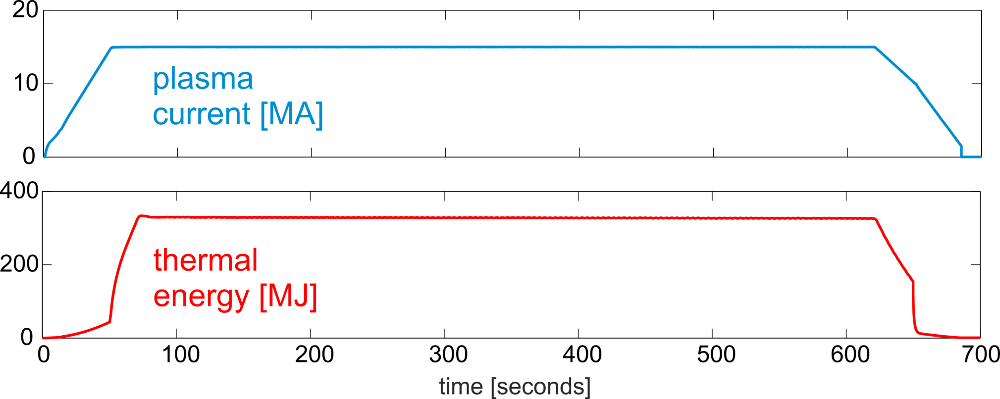 20
10
0
plasma
current [MA]
400
200
0
thermal
energy [MJ]
0 100 200 300 400 500 600 700
time [seconds]